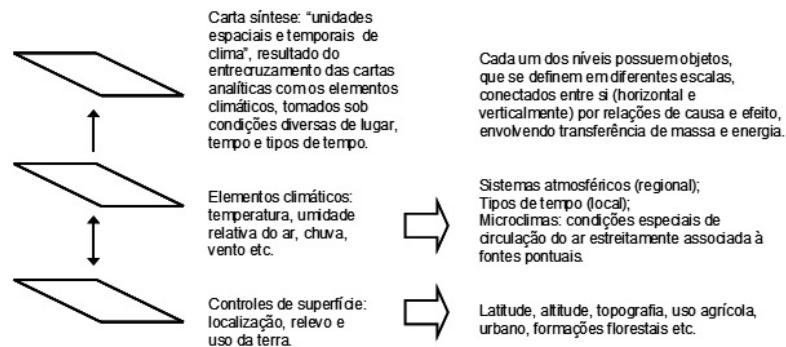 Carta síntese: “unidades
espaciais e temporais de
clima”, resultado do
entrecruzamento das cartas
analíticas com os elementos
climáticos, tomados sob
condições diversas de lugar,
tempo e tipos de tempo.
Cada um dos níveis possuem objetos,
que se definem em diferentes escalas,
conectados entre si (horizontal e
verticalmente) por relações de causa e efeito,
envolvendo transferência de massa e energia.
Elementos climáticos:
temperatura, umidade
relativa do ar, chuva,
vento etc.
Sistemas atmosféricos (regional);
Tipos de tempo (local);
Microclimas: condições especiais de
circulação do ar estreitamente associada à
fontes pontuais.
Controles de superfície:
localização, relevo e
uso da terra.
Latitude, altitude, topografia, uso agrícola,
urbano, formações florestais etc.